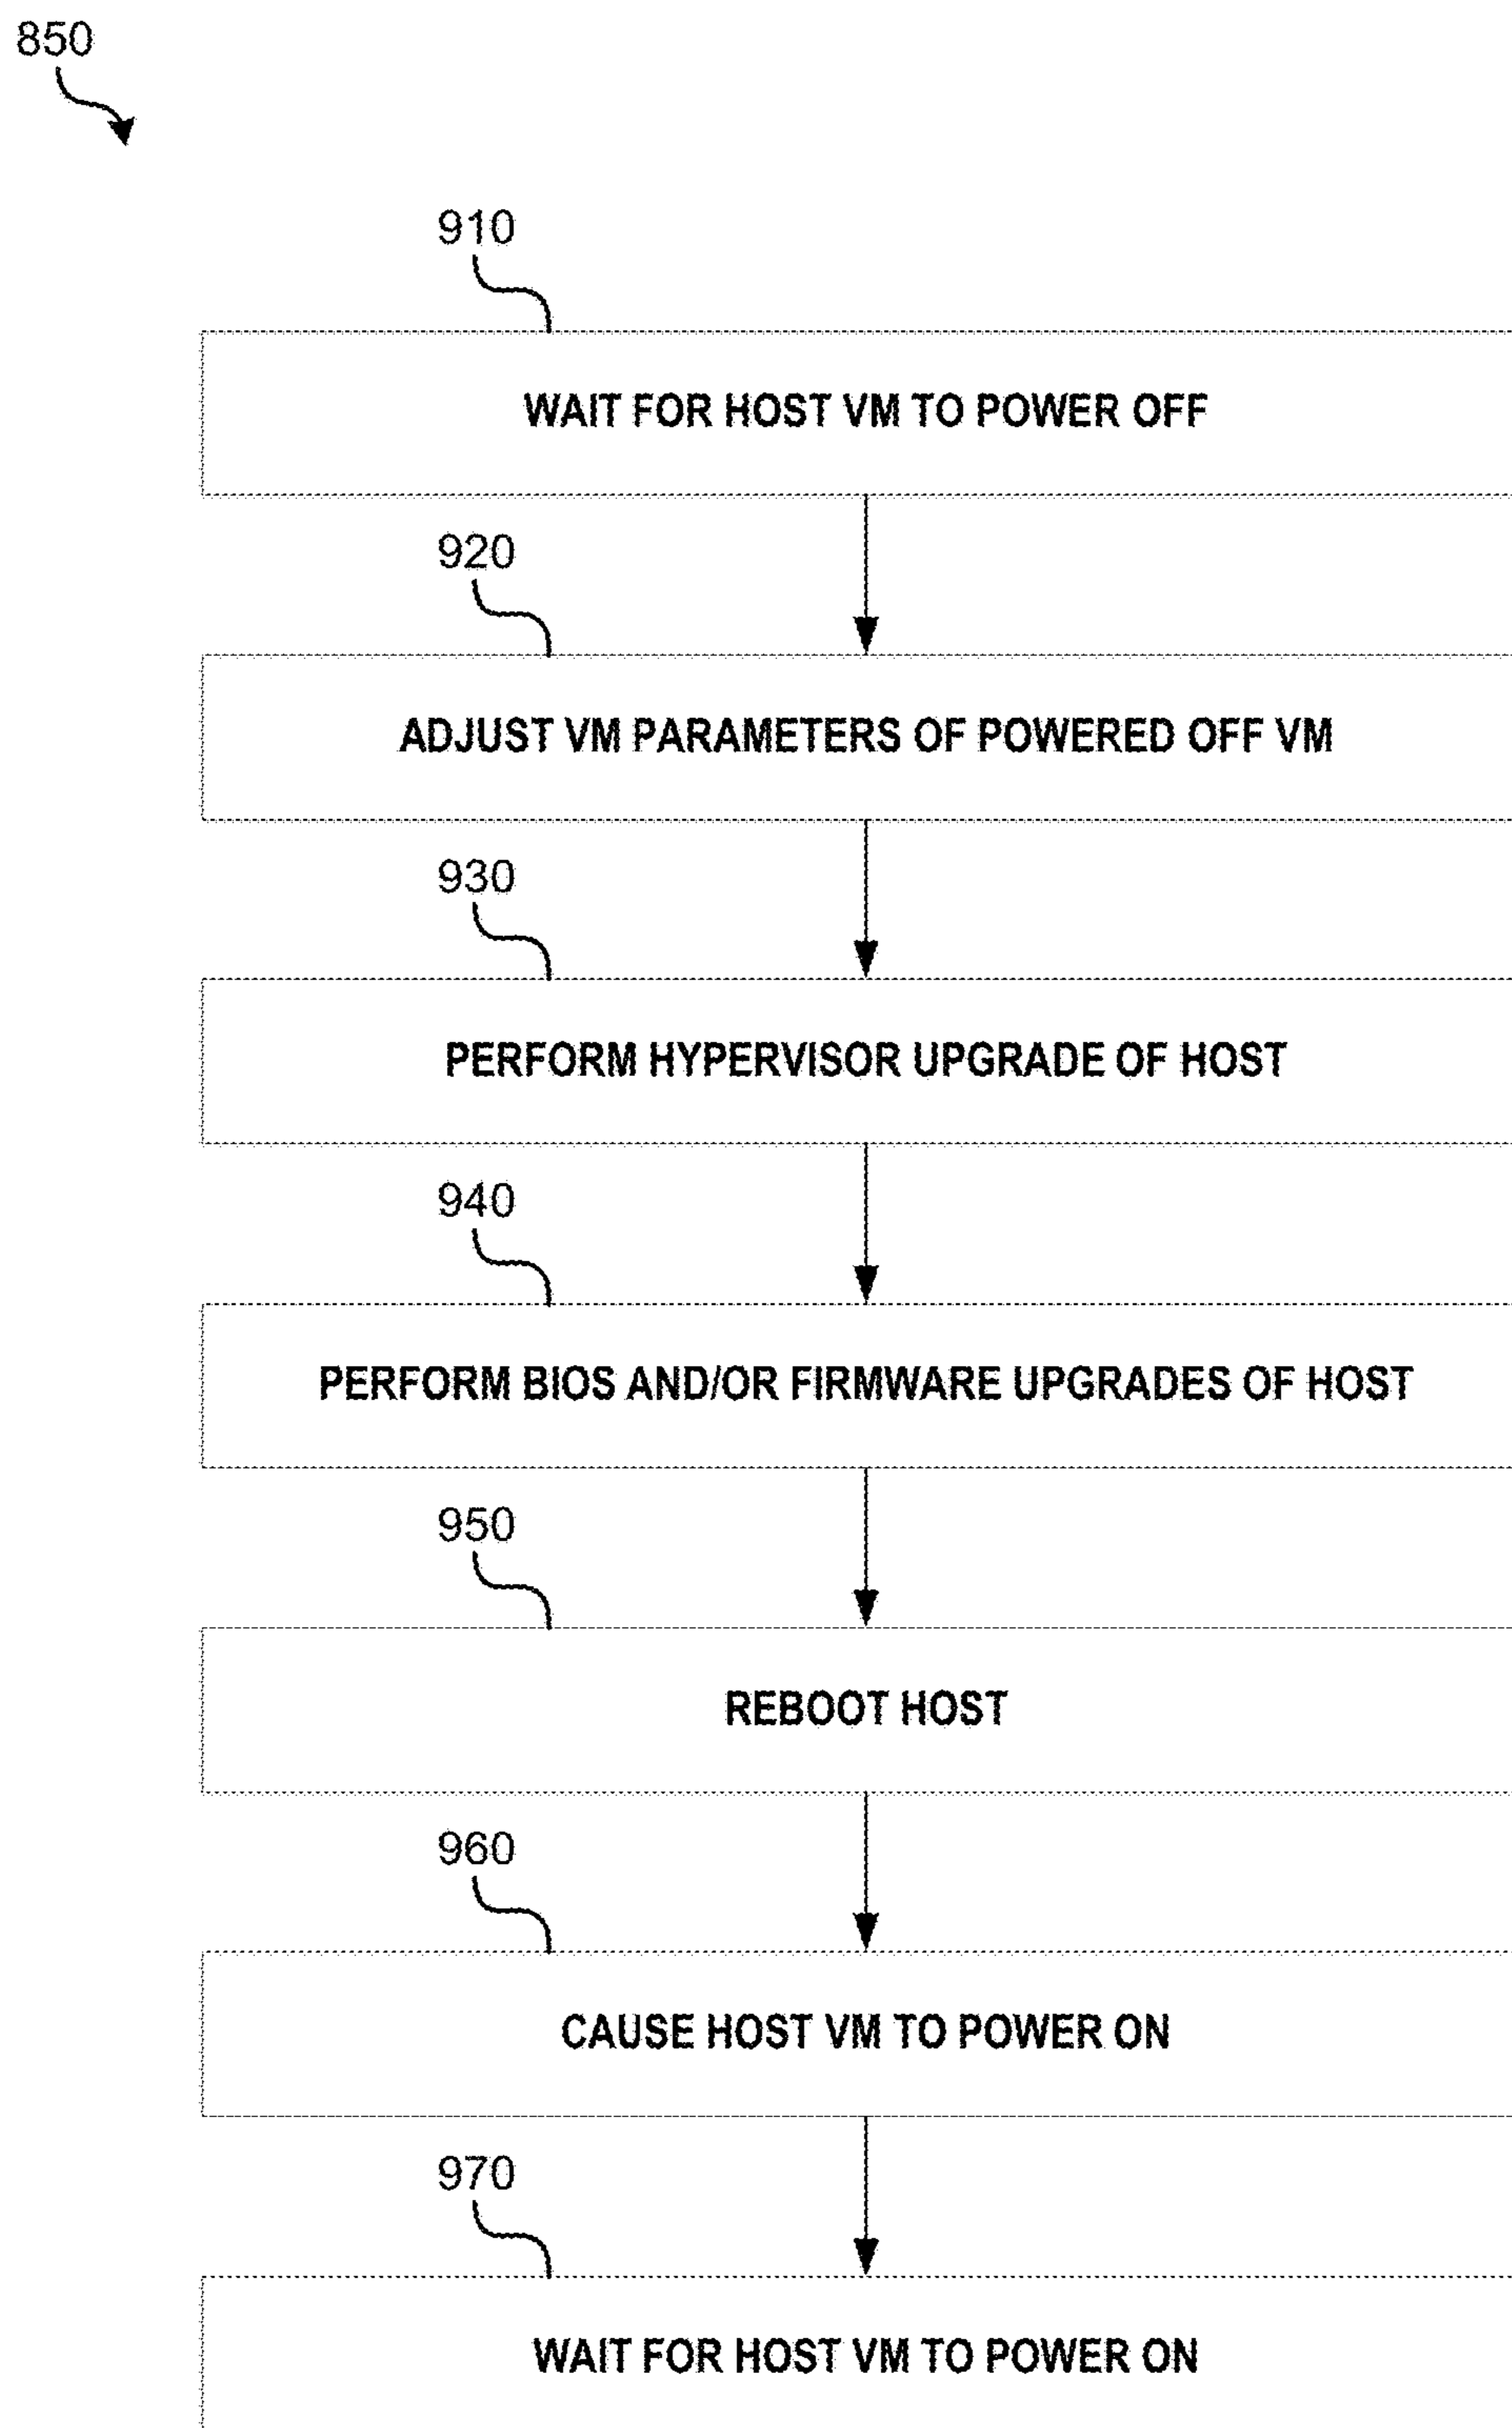 850
910
WAIT FOR HOST VM TO POWER OFF
920
ADJUST VM PARAMETERS OF POWERED OFF VM
930
PERFORM HYPERVISOR UPGRADE OF HOST
940
PERFORM BIOS AND/OR FIRMWARE UPGRADES OF HOST
950
REBOOT HOST
960
CAUSE HOST VM TO POWER ON
970
WAIT FOR HOST VM TO POWER ON